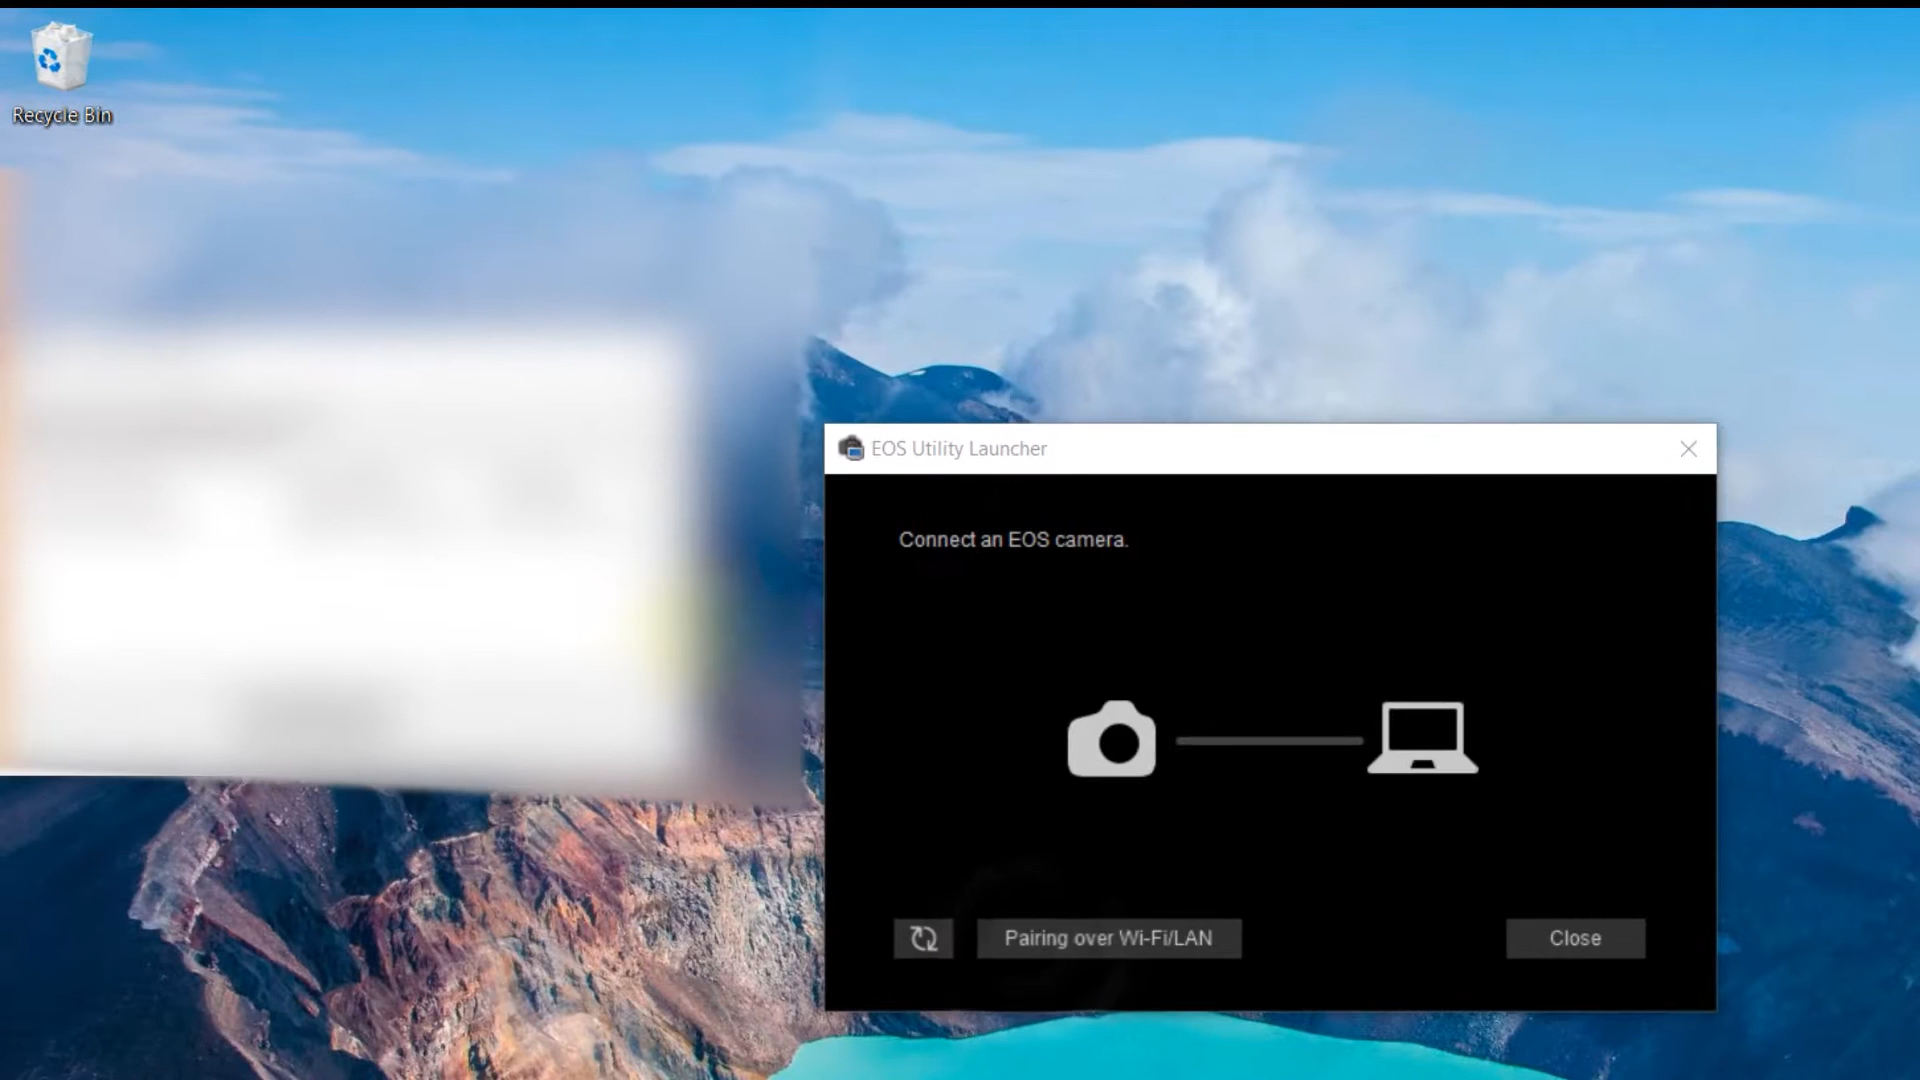 Recycle Bin
EOS Utility Launcher
Connect an EOS camera.
Pairing over Wi-Fi/LAN
Close